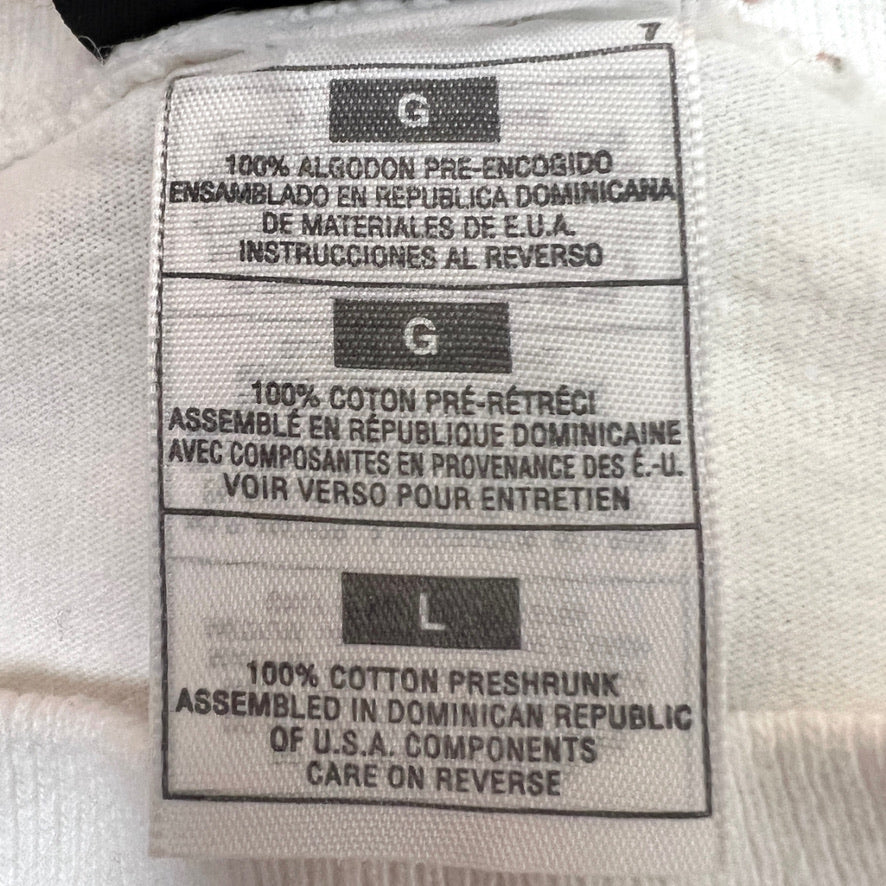 7
G
100% ALGODON PRE-ENCOGIDO
ENSAMBLADO EN REPUBLICA DOMINICANA
DE MATERIALES DE E.U.A.
INSTRUCCIONES AL REVERSO
G
100% COTON PRÉ-RÉTRÉCI
ASSEMBLÉ EN RÉPUBLIQUE DOMINICAINE
AVEC COMPOSANTES EN PROVENANCE DES É.-U.
VOIR VERSO POUR ENTRETIEN
L
100% COTTON PRESHRUNK
ASSEMBLED IN DOMINICAN REPUBLIC
OF U.S.A. COMPONENTS
CARE ON REVERSE